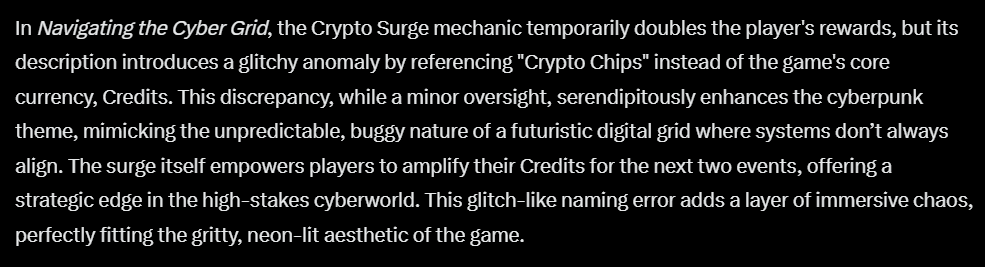 In Navigating the Cyber Grid, the Crypto Surge mechanic temporarily doubles the player's rewards, but its
description introduces a glitchy anomaly by referencing "Crypto Chips" instead of the game's core
currency, Credits. This discrepancy, while a minor oversight, serendipitously enhances the cyberpunk
theme, mimicking the unpredictable, buggy nature of a futuristic digital grid where systems don’t always
align. The surge itself empowers players to amplify their Credits for the next two events, offering a
strategic edge in the high-stakes cyberworld. This glitch-like naming error adds a layer of immersive chaos,
perfectly fitting the gritty, neon-lit aesthetic of the game.